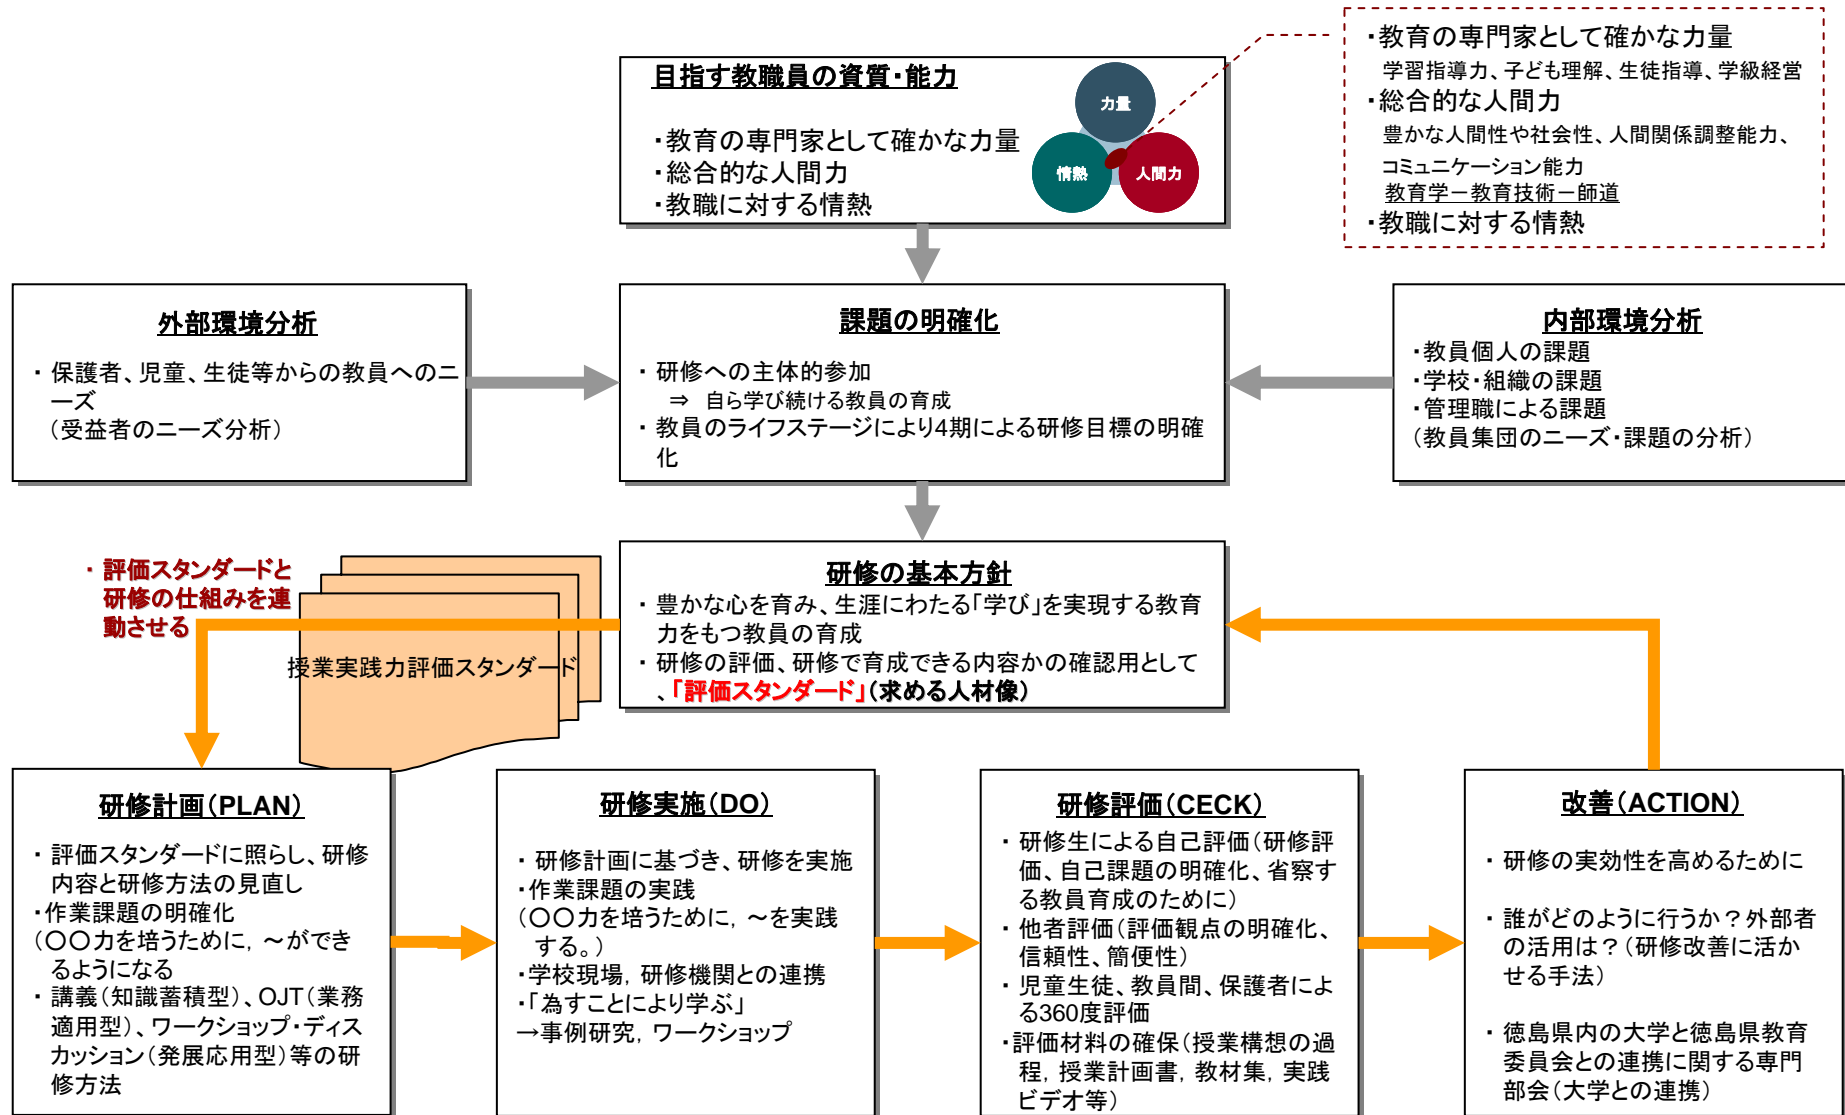 目指す教職員の資質・能力
・教育の専門家として確かな力量
・総合的な人間力
・教職に対する情熱
力量
情熱
人間力
・教育の専門家として確かな力量
学習指導力、子ども理解、生徒指導、学級経営
・総合的な人間力
豊かな人間性や社会性、人間関係調整能力、
コミュニケーション能力
教育学－教育技術－師道
・教職に対する情熱
外部環境分析
・ 保護者、児童、生徒等からの教員へのニ
ーズ
（受益者のニーズ分析）
課題の明確化
・ 研修への主体的参加
⇒ 自ら学び続ける教員の育成
・ 教員のライフステージにより4期による研修目標の明確
化
内部環境分析
・教員個人の課題
・学校・組織の課題
・管理職による課題
（教員集団のニーズ・課題の分析）
・ 評価スタンダードと
研修の仕組みを連
動させる
授業実践力評価スタンダード
研修の基本方針
・ 豊かな心を育み、生涯にわたる「学び」を実現する教育
力をもつ教員の育成
・ 研修の評価、研修で育成できる内容かの確認用として
、「評価スタンダード」（求める人材像）
研修計画（PLAN）
・ 評価スタンダードに照らし、研修
内容と研修方法の見直し
・作業課題の明確化
（〇〇力を培うために，～ができ
るようになる
・ 講義（知識蓄積型）、OJT（業務
適用型）、ワークショップ・ディス
カッション（発展応用型）等の研
修方法
研修実施（DO）
・ 研修計画に基づき、研修を実施
・作業課題の実践
（〇〇力を培うために，～を実践
する。）
・学校現場，研修機関との連携
・「為すことにより学ぶ」
→事例研究，ワークショップ
研修評価（CECK）
・ 研修生による自己評価（研修評
価、自己課題の明確化、省察す
る教員育成のために）
・ 他者評価（評価観点の明確化、
信頼性、簡便性）
・ 児童生徒、教員間、保護者によ
る360度評価
・評価材料の確保（授業構想の過
程，授業計画書，教材集，実践
ビデオ等）
改善（ACTION）
・ 研修の実効性を高めるために
・ 誰がどのように行うか？外部者
の活用は？（研修改善に活か
せる手法）
・ 徳島県内の大学と徳島県教育
委員会との連携に関する専門
部会（大学との連携）